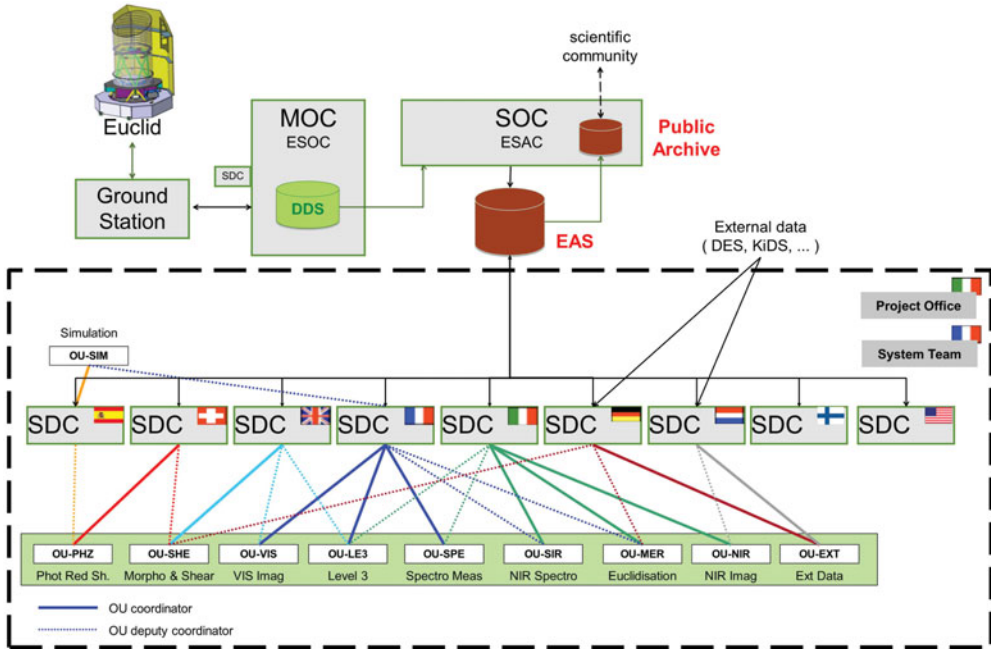 scientific
community
Euclid
MOC
ESOC
SOC
ESAC
Public
Archive
SDC
Ground
Station
DDS
EAS
External data
( DES, KiDS, ... )
Project Office
System Team
Simulation
OU-SIM
SDC
SDC
SDC
SDC
SDC
SDC
SDC
SDC
SDC
OU-PHZ
OU-SHE
OU-VIS
OU-LE3
OU-SPE
OU-SIR
OU-MER
OU-NIR
OU-EXT
Phot Red Sh.
Morpho & Shear
VIS Imag
Level 3
Spectro Meas
NIR Spectro
Euclidisation
NIR Imag
Ext Data
OU coordinator
OU deputy coordinator